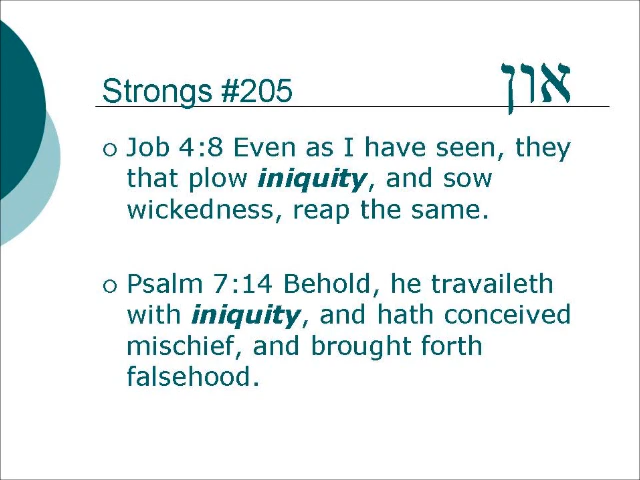 Strongs #205 און
Job 4:8 Even as I have seen, they
that plow iniquity, and sow
wickedness, reap the same.
Psalm 7:14 Behold, he travaileth
with iniquity, and hath conceived
mischief, and brought forth
falsehood.